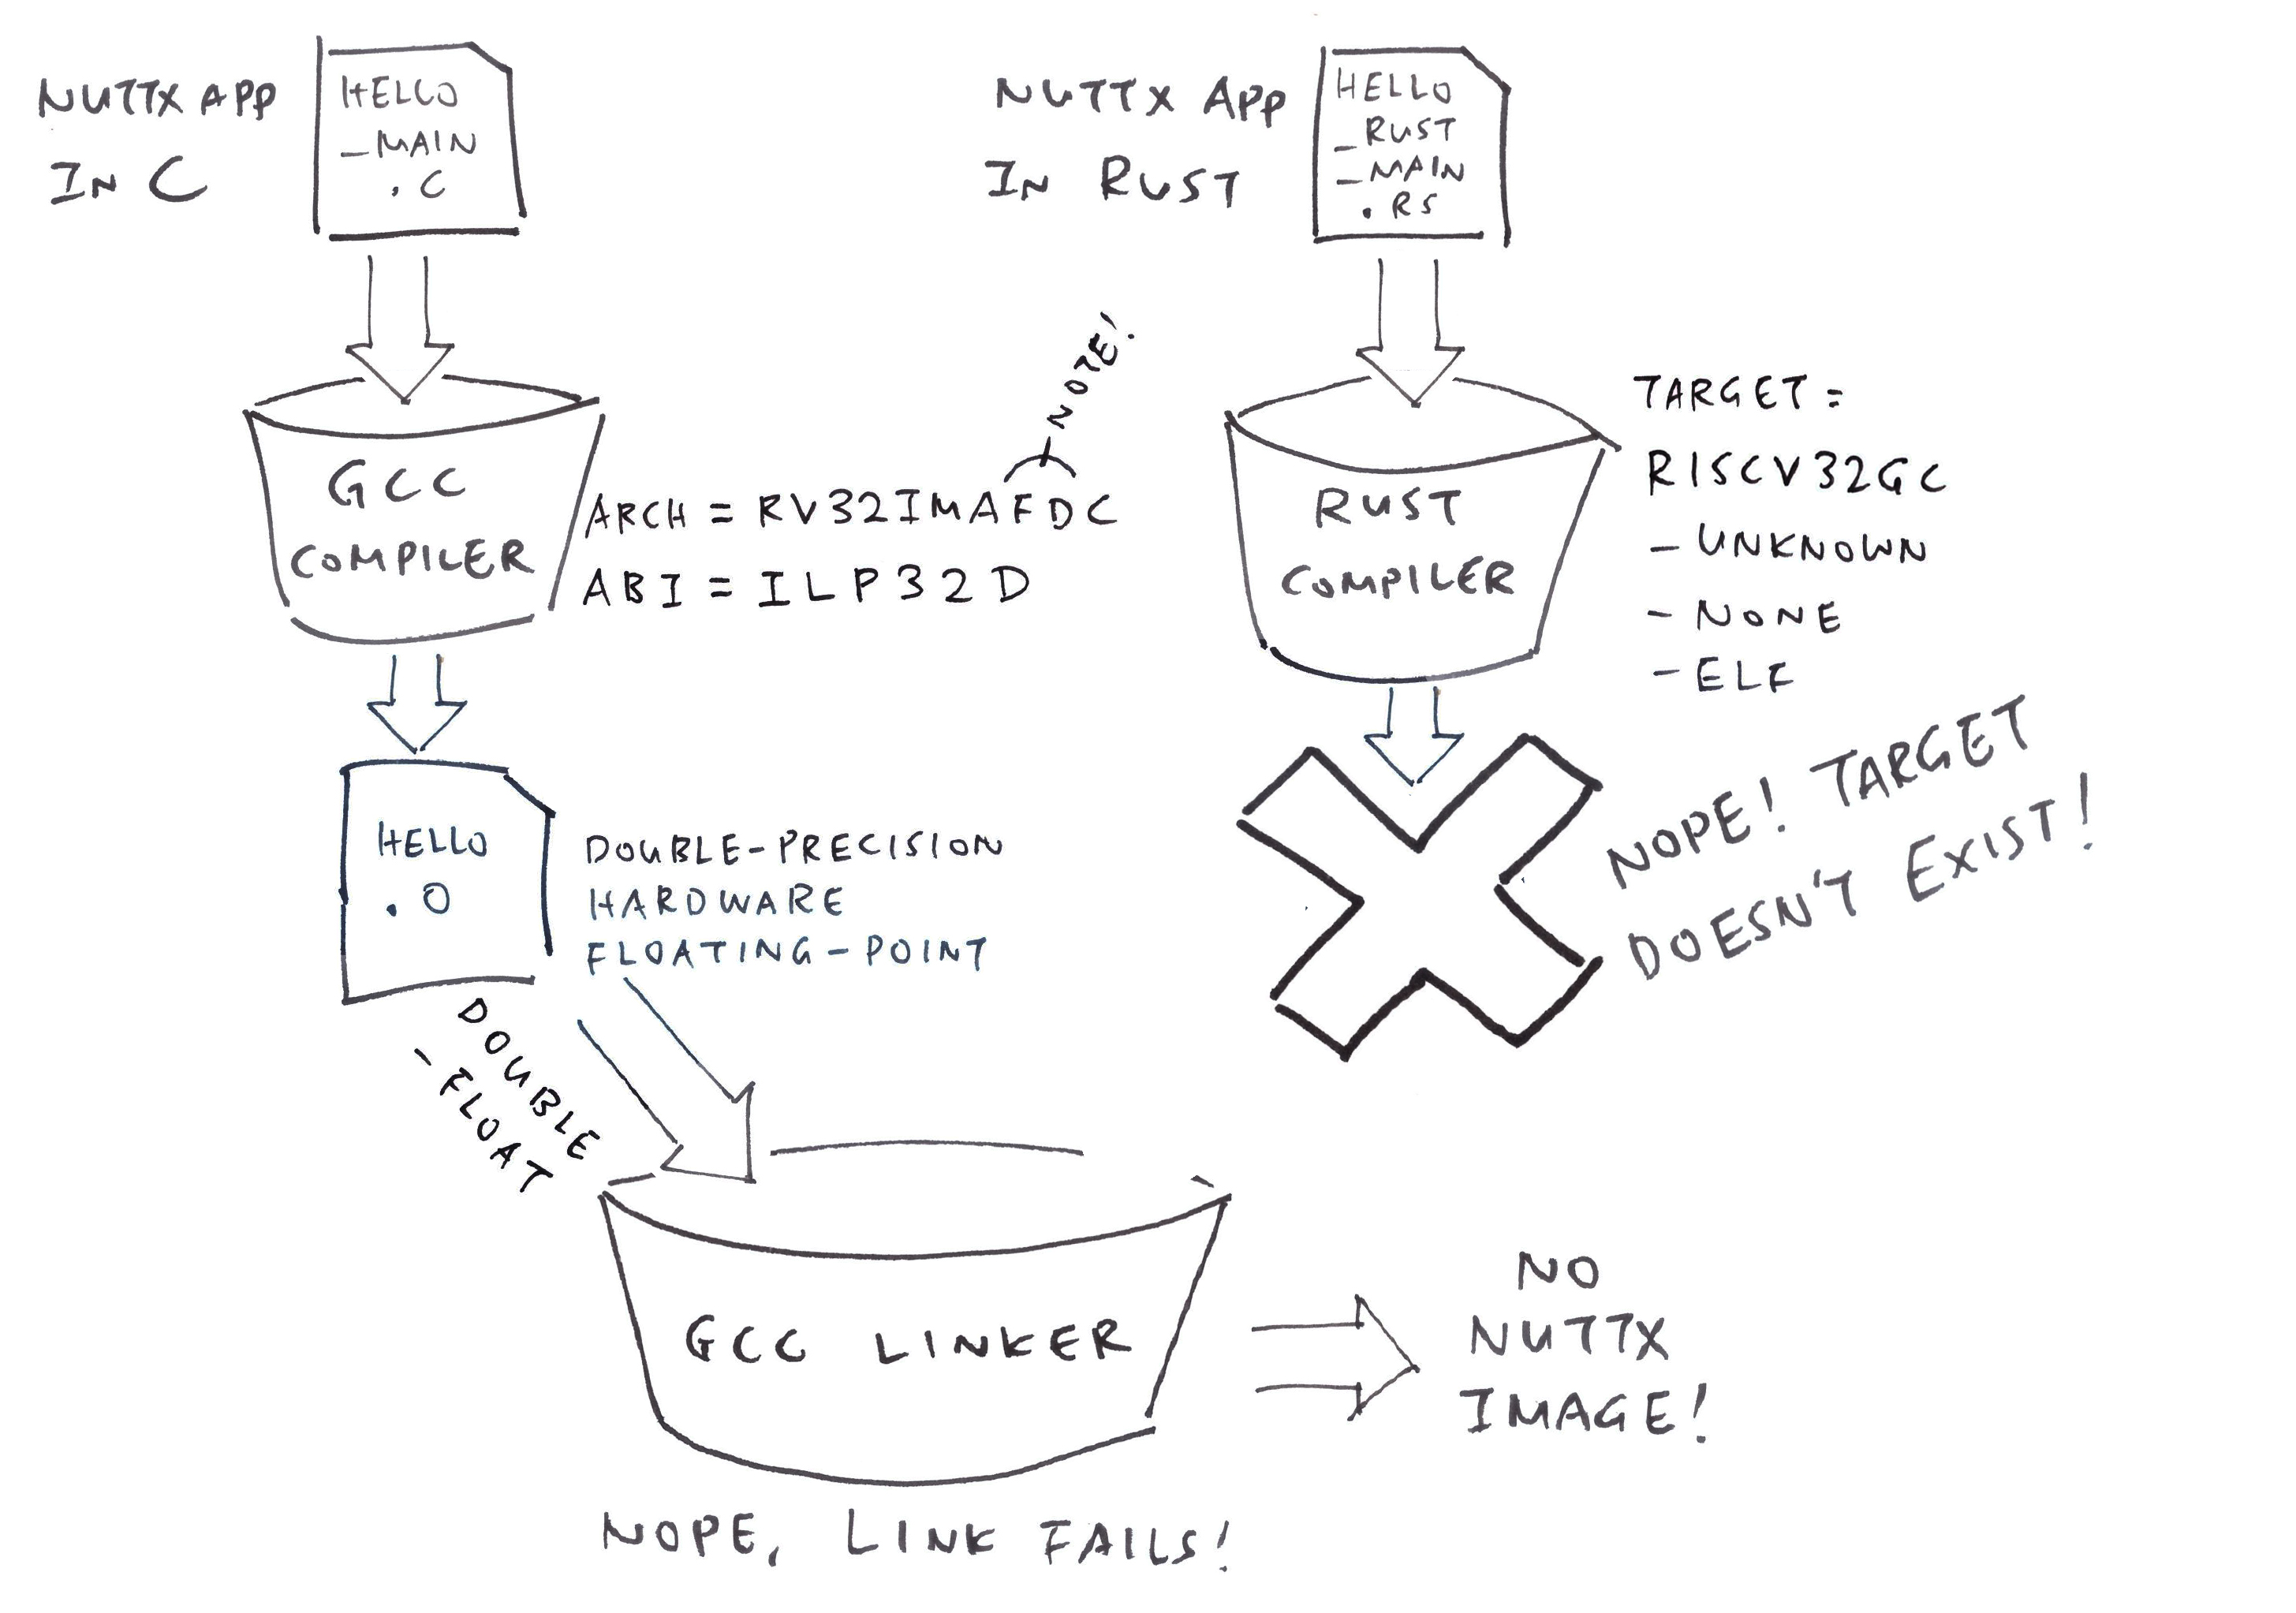 NUTTX APP
IN C
HELLO
_MAIN
.C
NUTTX APP
IN RUST
HELLO
_RUST
_MAIN
.RS
NOTE!
GCC
COMPILER
ARCH = RV32IMAFDC
ABI = ILP32D
RUST
COMPILER
TARGET =
RISCV32GC
- UNKNOWN
- NONE
- ELF
HELLO
.O
DOUBLE-PRECISION
HARDWARE
FLOATING-POINT
DOUBLE
-FLOAT
NOPE! TARGET
DOESN'T EXIST!
GCC LINKER
NO
NUTTX
IMAGE!
NOPE, LINK FAILS!